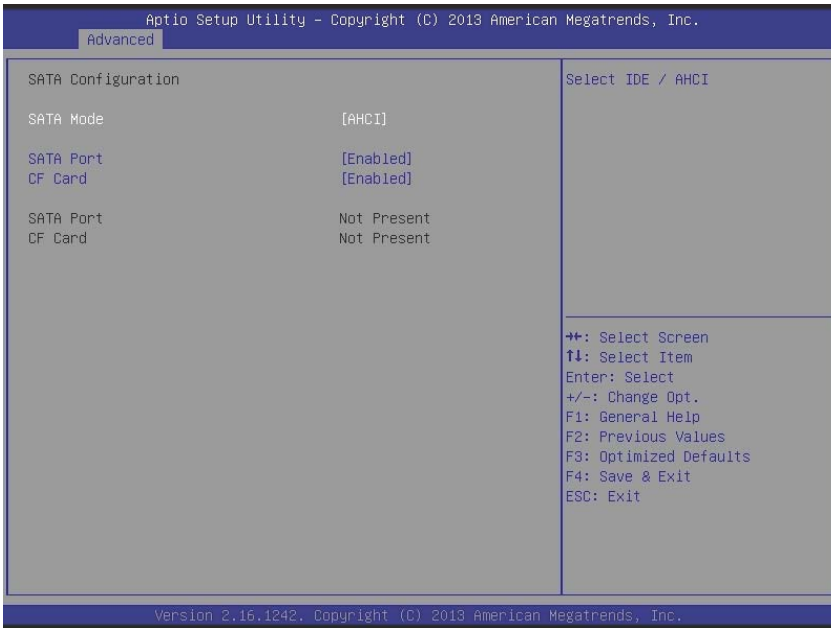 Aptio Setup Utility – Copyright (C) 2013 American Megatrends, Inc.
Advanced
SATA Configuration
SATA Mode [AHCI]
SATA Port [Enabled]
CF Card [Enabled]
SATA Port Not Present
CF Card Not Present
Select IDE / AHCI
→←: Select Screen
↑↓: Select Item
Enter: Select
+/-: Change Opt.
F1: General Help
F2: Previous Values
F3: Optimized Defaults
F4: Save & Exit
ESC: Exit
Version 2.16.1242. Copyright (C) 2013 American Megatrends, Inc.